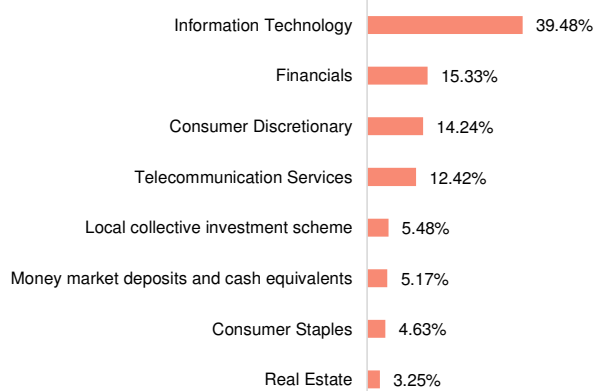 Information Technology 39.48%
Financials 15.33%
Consumer Discretionary 14.24%
Telecommunication Services 12.42%
Local collective investment scheme 5.48%
Money market deposits and cash equivalents 5.17%
Consumer Staples 4.63%
Real Estate 3.25%